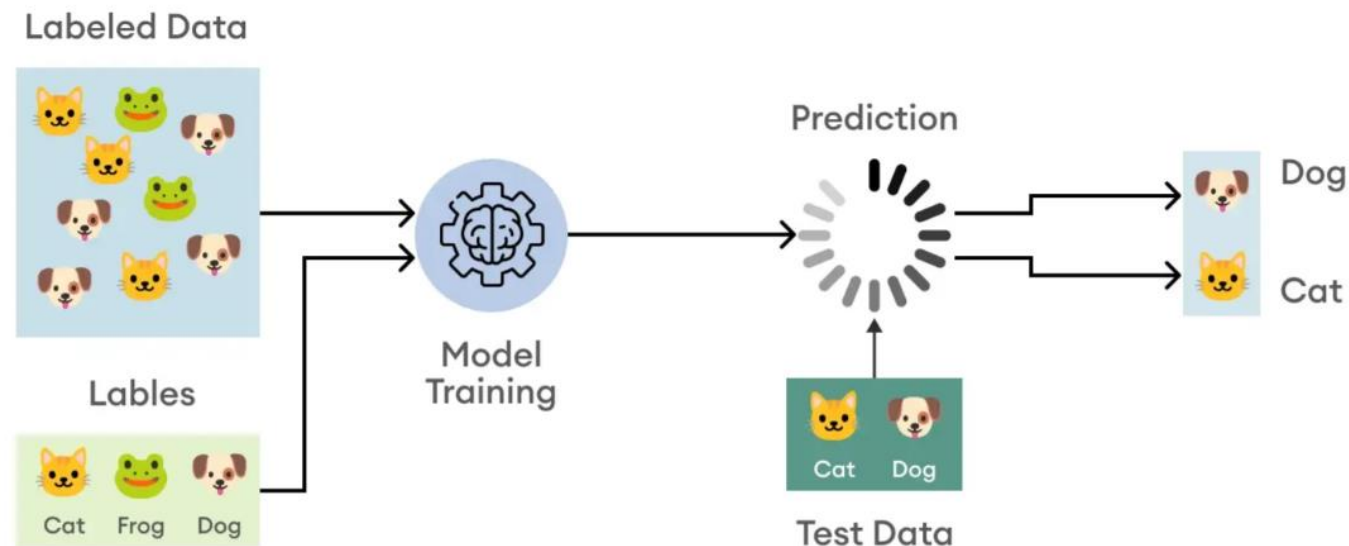 Labeled Data
Prediction
Dog
Cat
Model
Training
Lables
Cat Frog Dog
Cat Dog
Test Data